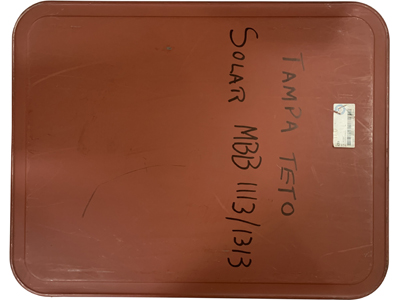 TAMPA TETO
SOLAR MBB 1113/1313